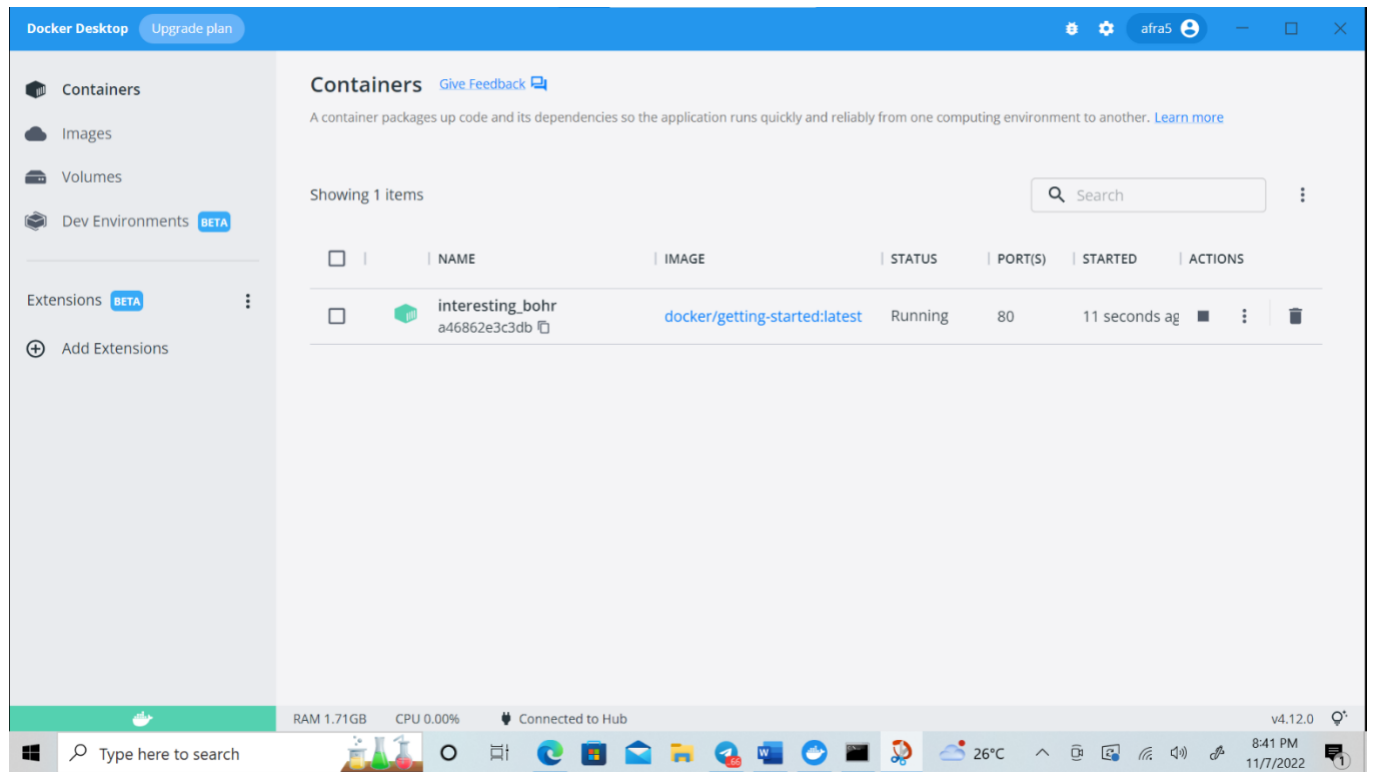 Docker Desktop Upgrade plan afra5
Containers
Images
Volumes
Dev Environments BETA
Extensions BETA
Add Extensions
Containers Give Feedback
A container packages up code and its dependencies so the application runs quickly and reliably from one computing environment to another. Learn more
Showing 1 items Search
NAME IMAGE STATUS PORT(S) STARTED ACTIONS
interesting_bohr docker/getting-started:latest Running 80 11 seconds ag
a46862e3c3db
RAM 1.71GB CPU 0.00% Connected to Hub v4.12.0
Type here to search 26°C 8:41 PM
11/7/2022 1